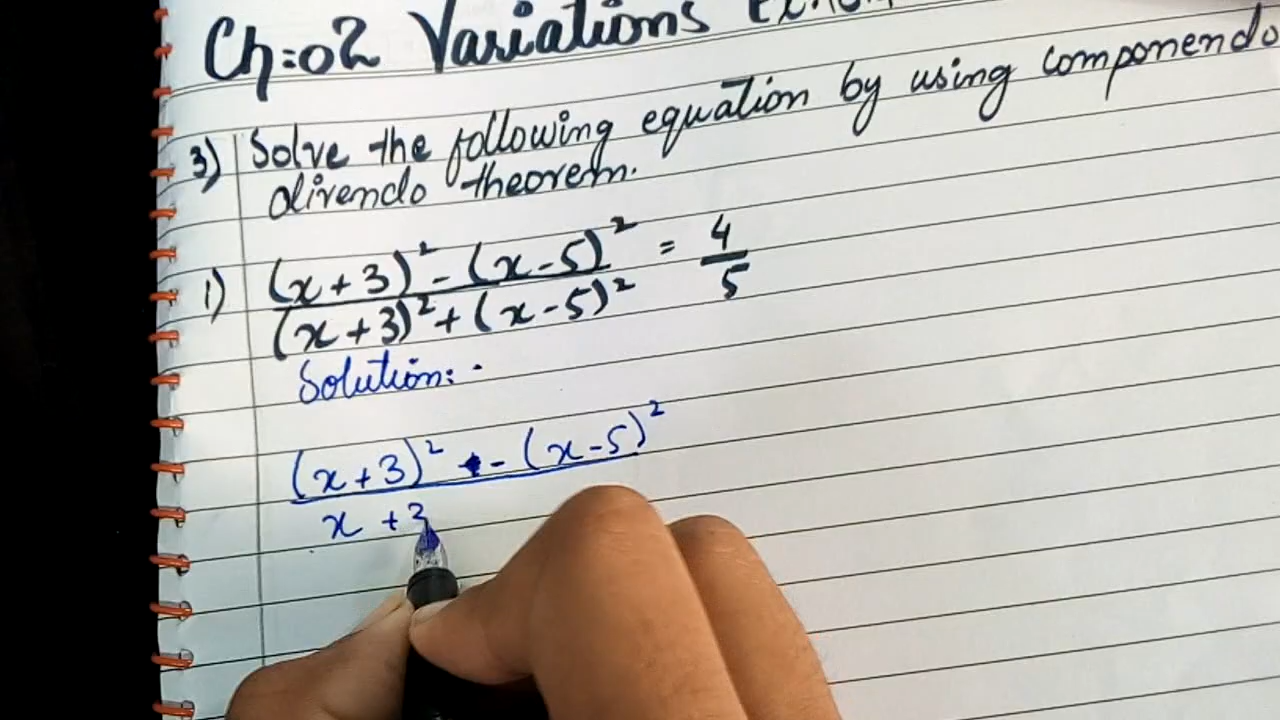 Ch=02 Variations
3) Solve the following equation by using componendo
divendo theorem.
1) (x+3)² - (x-5)² = 4
(x+3)² + (x-5)² 5
Solution:-
(x+3)² - (x-5)²
x+3